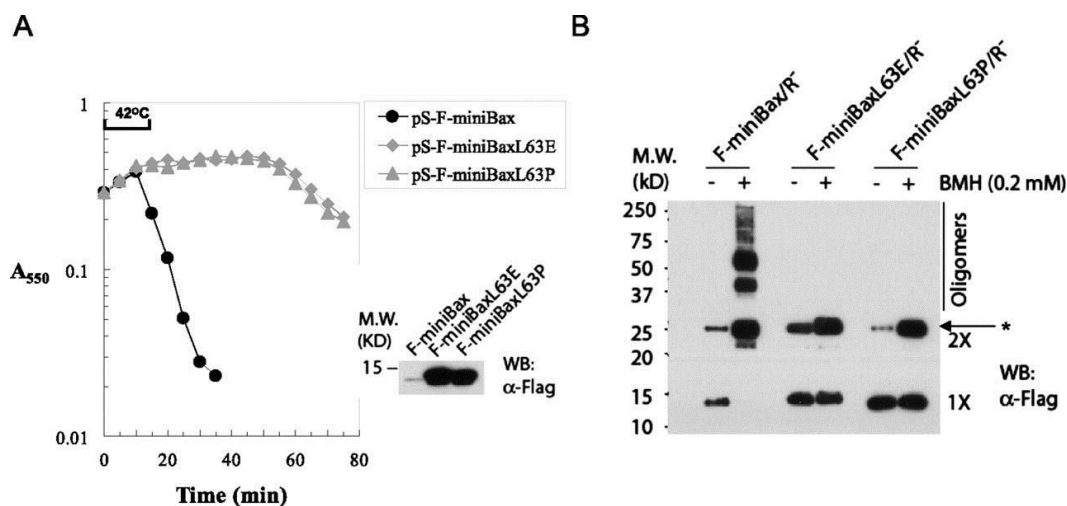 A
1
42°C
0.1
A550
0.01
0
20
40
60
80
Time (min)
pS-F-miniBax
pS-F-miniBaxL63E
pS-F-miniBaxL63P
F-miniBax
F-miniBaxL63E
F-miniBaxL63P
M.W.
(KD)
15
WB:
α-Flag
B
F-miniBax/R⁻
F-miniBaxL63E/R⁻
F-miniBaxL63P/R⁻
M.W.
(kD)
- + - + - + BMH (0.2 mM)
250
75
50
37
25
20
15
10
Oligomers
*
2X
1X
WB:
α-Flag